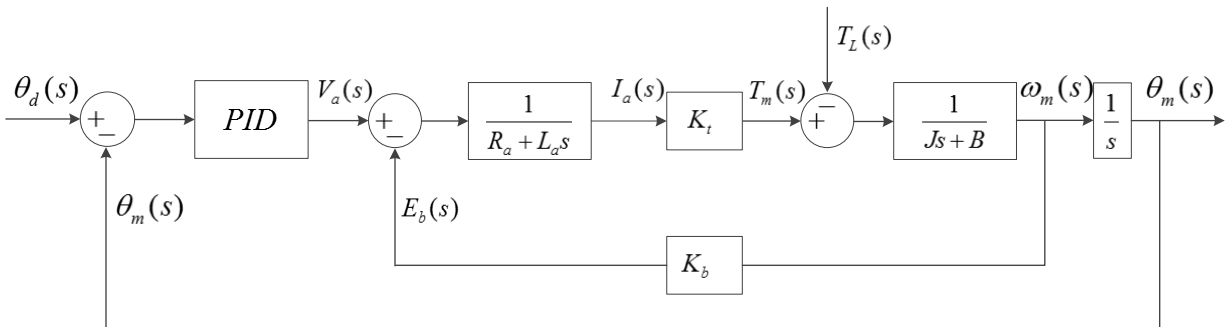 T_L(s)
θ_d(s)
+
−
PID
V_a(s)
+
−
1
R_a + L_a s
I_a(s)
K_t
T_m(s)
−
+
1
Js + B
ω_m(s)
1
s
θ_m(s)
θ_m(s)
E_b(s)
K_b